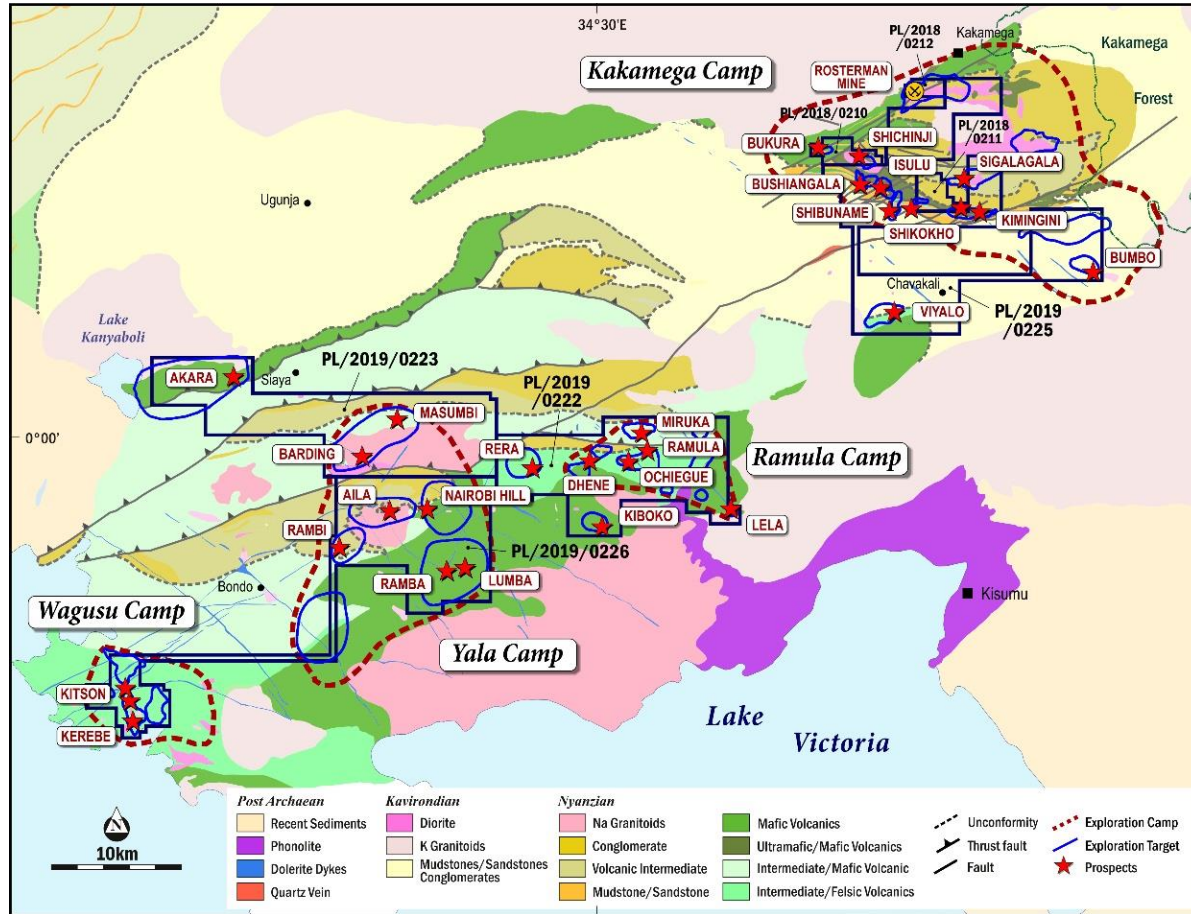 34°30'E
PL/2018
/0212
Kakamega
Kakamega Camp
Kakamega
Forest
ROSTERMAN
MINE
PL/2018/0210
SHICHINJI
PL/2018
/0211
BUKURA
ISULU
SIGALAGALA
BUSHIANGALA
Ugunja
SHIBUNAME
SHIKOKHO
KIMINGINI
BUMBO
Chavakali
PL/2019
/0225
VIYALO
Lake
Kanyaboli
AKARA
Siaya
PL/2019/0223
PL/2019
/0222
MASUMBI
MIRUKA
0°00'
BARDING
RERA
RAMULA
Ramula Camp
DHENE
OCHIEGUE
AILA
NAIROBI HILL
KIBOKO
LELA
RAMBI
PL/2019/0226
Bondo
RAMBA
LUMBA
Kisumu
Wagusu Camp
Yala Camp
KITSON
KEREBE
Lake
Victoria
N
10km
Post Archaean
Recent Sediments
Phonolite
Dolerite Dykes
Quartz Vein
Kavirondian
Diorite
K Granitoids
Mudstones/Sandstones
Conglomerates
Nyanzian
Na Granitoids
Conglomerate
Volcanic Intermediate
Mudstone/Sandstone
Mafic Volcanics
Ultramafic/Mafic Volcanics
Intermediate/Mafic Volcanic
Intermediate/Felsic Volcanics
Unconformity
Thrust fault
Fault
Exploration Camp
Exploration Target
Prospects